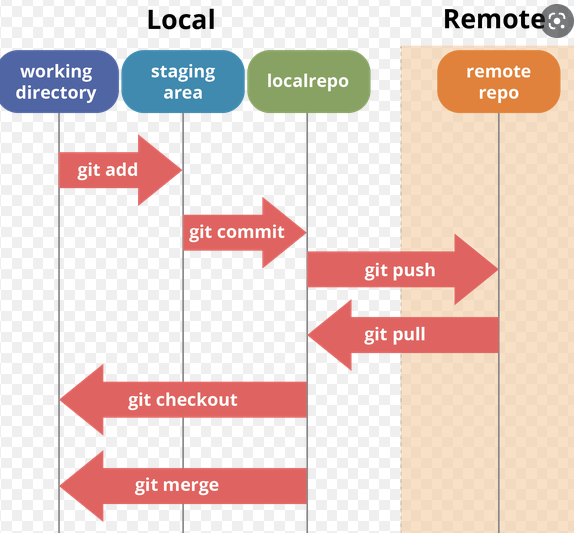 Local
Remote
working
directory
staging
area
localrepo
remote
repo
git add
git commit
git push
git pull
git checkout
git merge